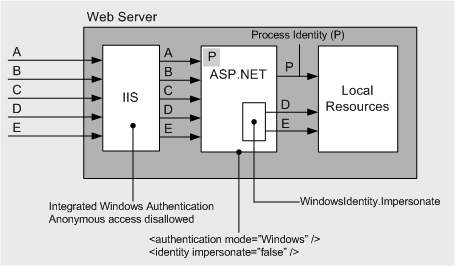 Web Server
Process Identity (P)
A
B
C
D
E
IIS
A
B
C
D
E
P
ASP.NET
P
D
E
Local
Resources
Integrated Windows Authentication
Anonymous access disallowed
WindowsIdentity.Impersonate
<authentication mode="Windows" />
<identity impersonate="false" />